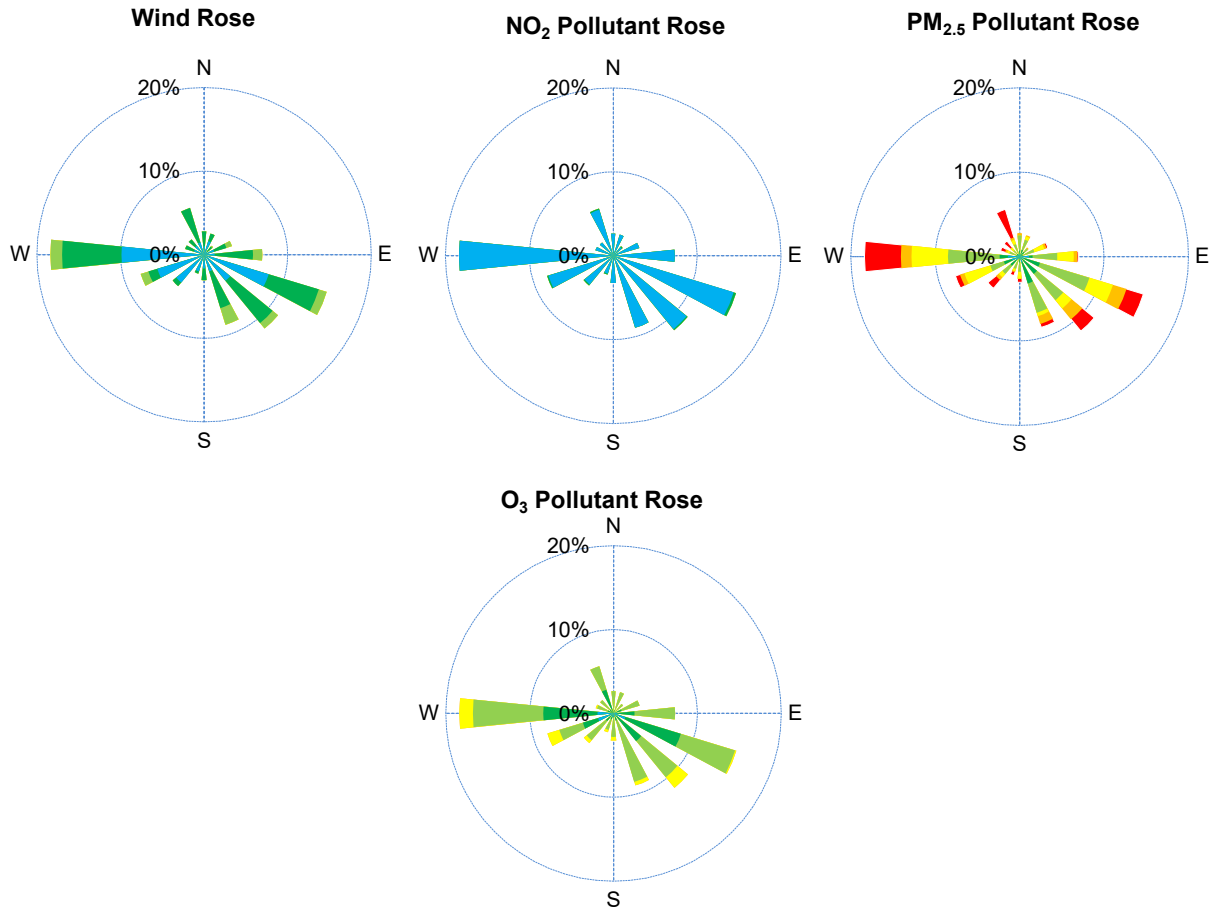 Wind Rose
N
20%
10%
0%
W
E
S
NO₂ Pollutant Rose
N
20%
10%
0%
W
E
S
PM₂.₅ Pollutant Rose
N
20%
10%
0%
W
E
S
O₃ Pollutant Rose
N
20%
10%
0%
W
E
S